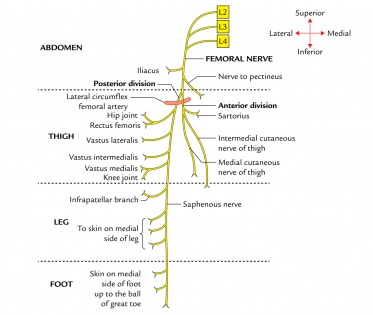 L2
L3
L4
Superior
Lateral
Medial
Inferior
ABDOMEN
FEMORAL NERVE
Iliacus
Nerve to pectineus
Posterior division
Lateral circumflex
femoral artery
Anterior division
Hip joint
Sartorius
Rectus femoris
THIGH
Vastus lateralis
Intermedial cutaneous
nerve of thigh
Vastus intermedialis
Medial cutaneous
nerve of thigh
Vastus medialis
Knee joint
Infrapatellar branch
Saphenous nerve
LEG
To skin on medial
side of leg
FOOT
Skin on medial
side of foot
up to the ball
of great toe